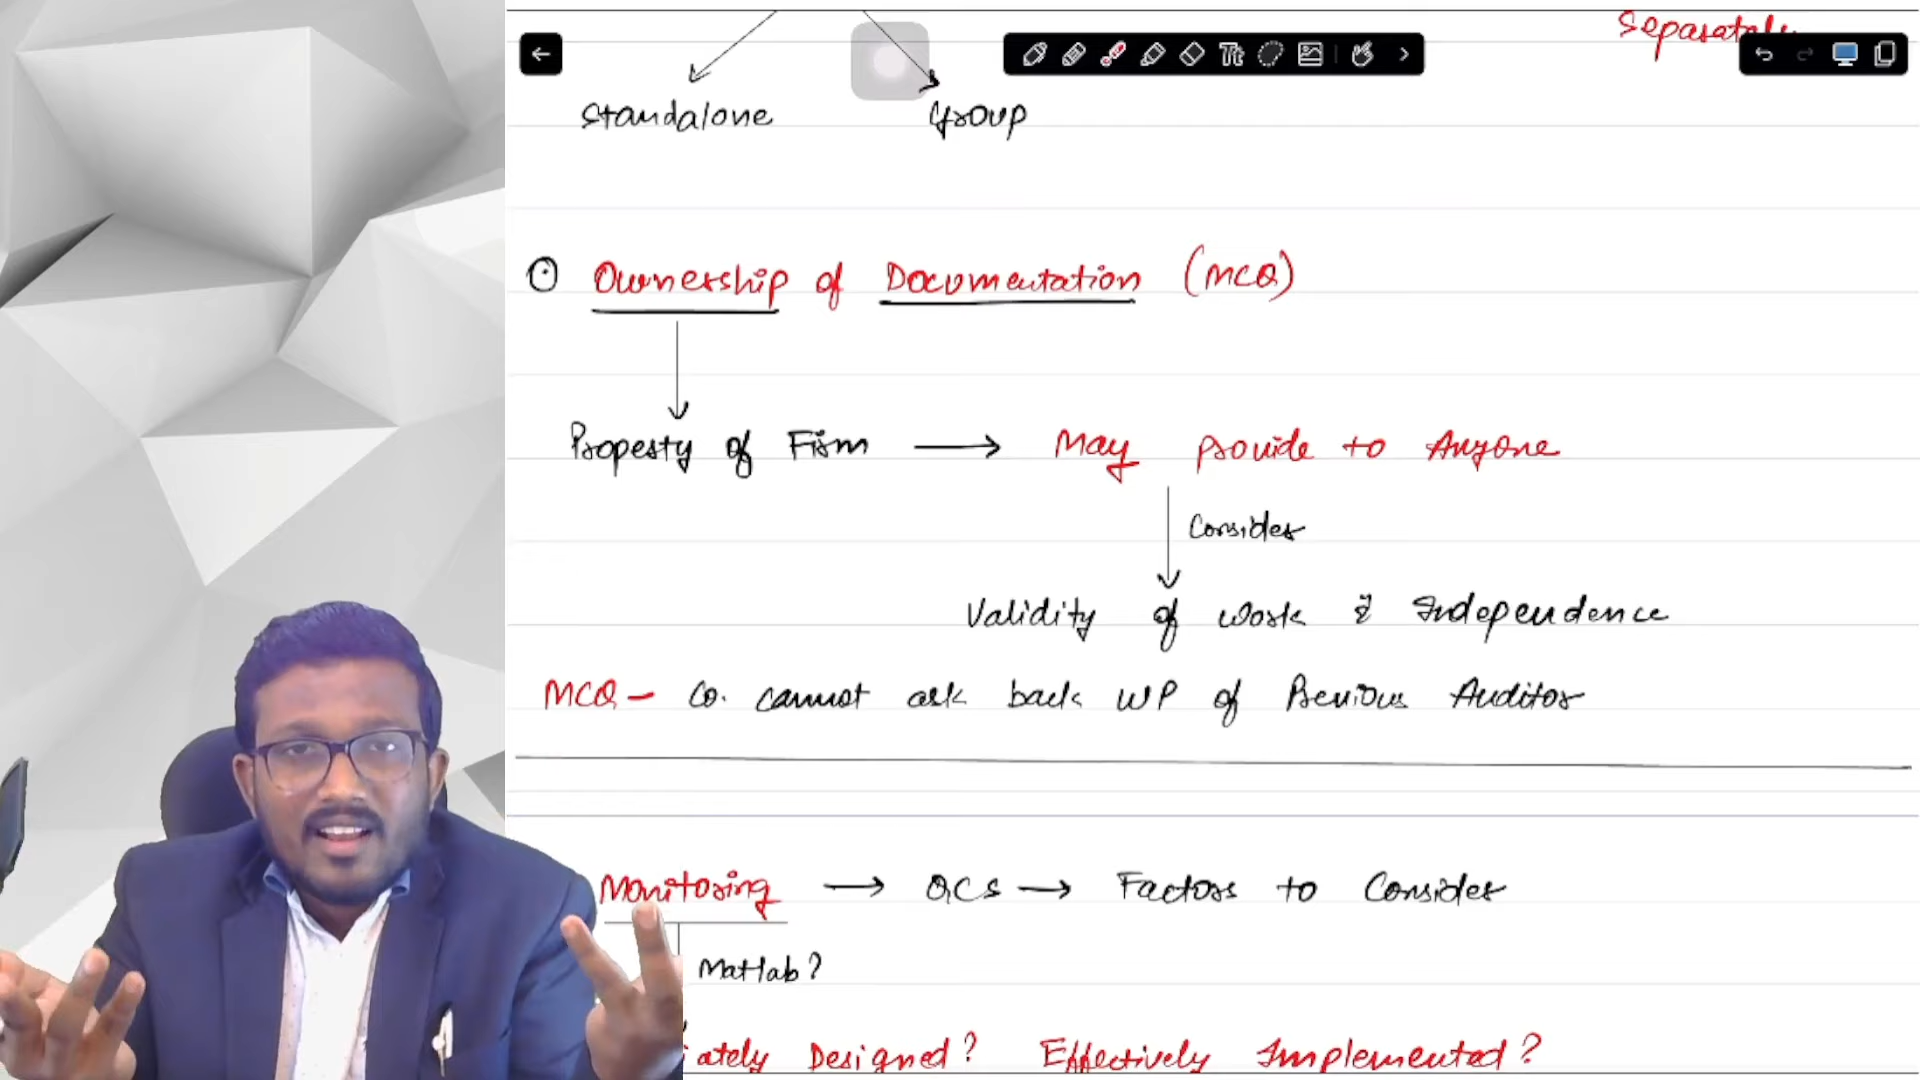 Separately
Standalone Group
Ownership of Documentation (MCQ)
Property of Firm → May provide to Anyone
Consider
Validity of work & Independence
MCQ - Co. cannot ask back WP of Previous Auditor
Monitoring → QCS → Factors to Consider
Matlab?
iately Designed? Effectively Implemented?